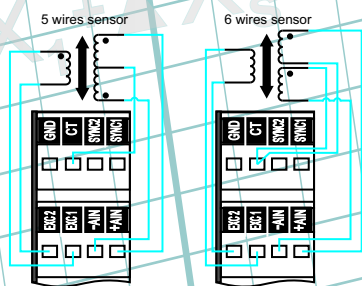 5 wires sensor
6 wires sensor
GND CT SYNC2 SYNC1
GND CT SYNC2 SYNC1
EXC2 EXC1 -AIN +AIN
EXC2 EXC1 -AIN +AIN